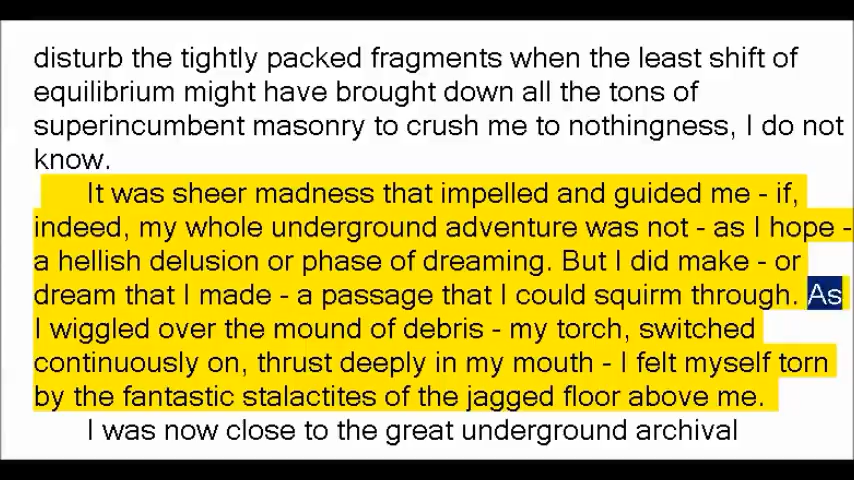 disturb the tightly packed fragments when the least shift of
equilibrium might have brought down all the tons of
superincumbent masonry to crush me to nothingness, I do not
know.
It was sheer madness that impelled and guided me - if,
indeed, my whole underground adventure was not - as I hope -
a hellish delusion or phase of dreaming. But I did make - or
dream that I made - a passage that I could squirm through. As
I wiggled over the mound of debris - my torch, switched
continuously on, thrust deeply in my mouth - I felt myself torn
by the fantastic stalactites of the jagged floor above me.
I was now close to the great underground archival